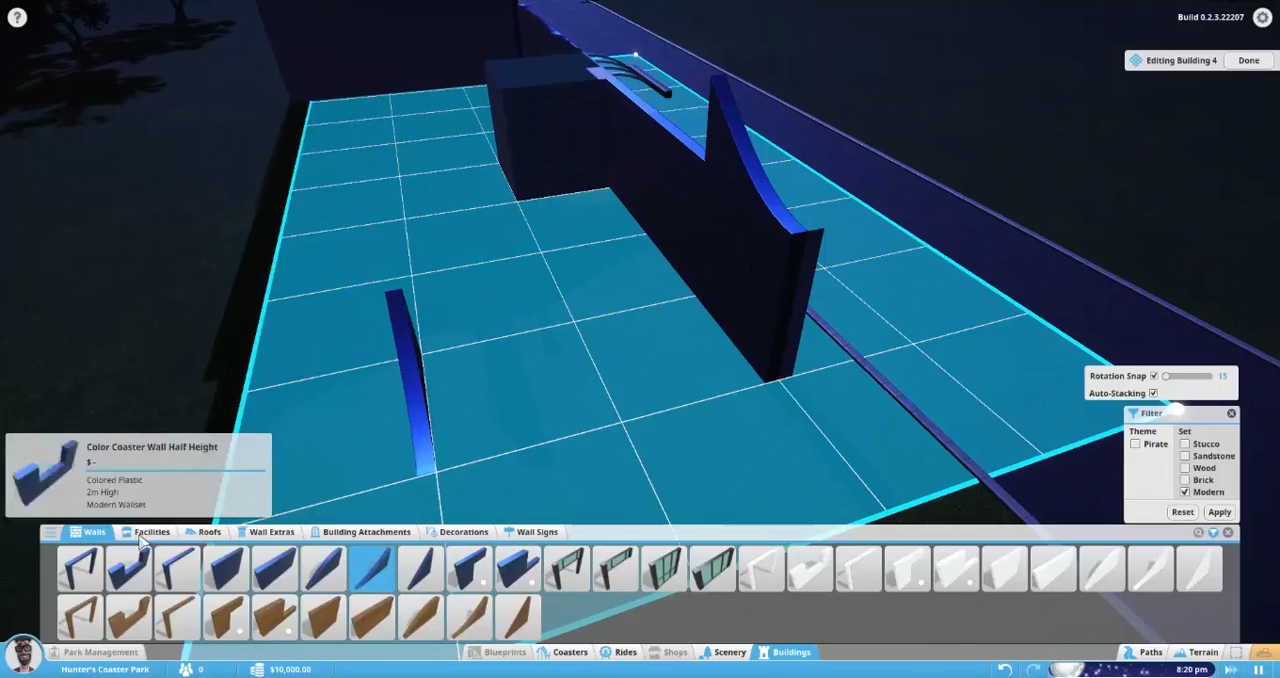 ?
Build 0.2.3.22207
Editing Building 4
Done
Rotation Snap
15
Auto-Stacking
Filter
Theme
Set
Pirate
Stucco
Sandstone
Wood
Brick
Modern
Reset
Apply
Color Coaster Wall Half Height
$ -
Colored Plastic
2m High
Modern Wallset
Walls
Facilities
Roofs
Wall Extras
Building Attachments
Decorations
Wall Signs
Park Management
Blueprints
Coasters
Rides
Shops
Scenery
Buildings
Paths
Terrain
Hunter's Coaster Park
0
$10,000.00
8:20 pm